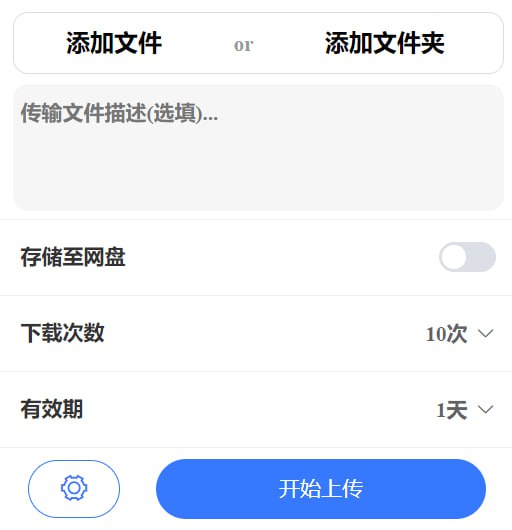 添加文件 or 添加文件夹
传输文件描述(选填)...
存储至网盘
下载次数 10次
有效期 1天
开始上传